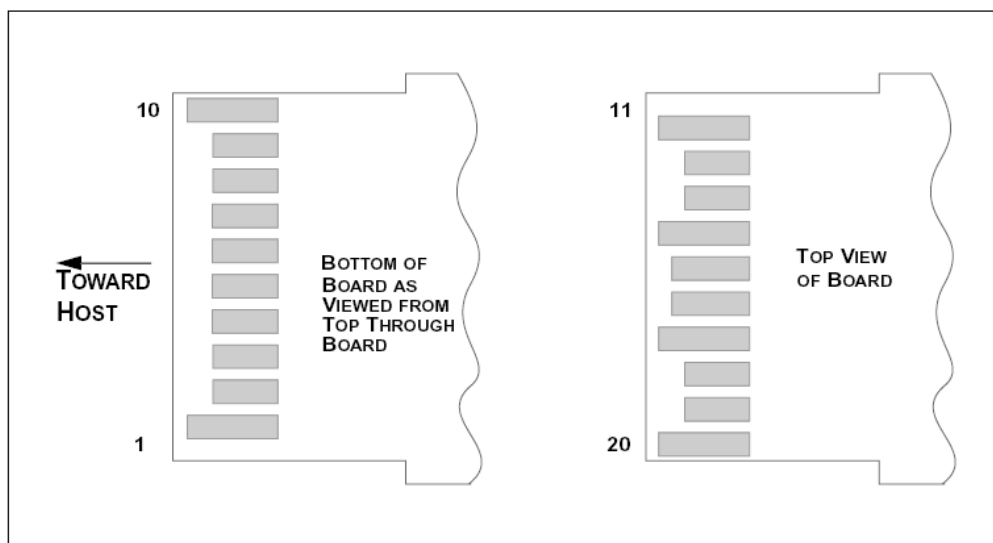 10
BOTTOM OF
BOARD AS
VIEWED FROM
TOP THROUGH
BOARD
TOWARD
HOST
1
11
TOP VIEW
OF BOARD
20